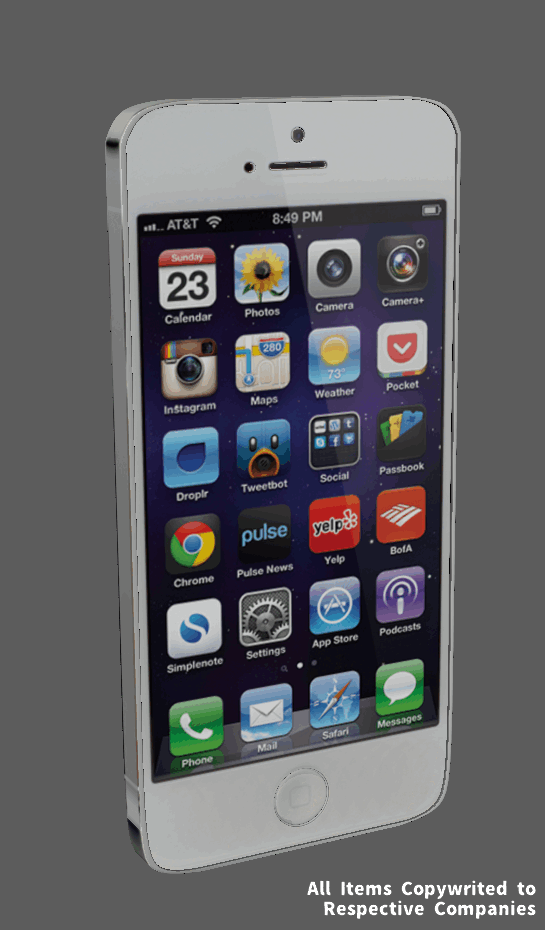 AT&T 8:49 PM
Sunday
23
Calendar Photos Camera Camera+
280
73°
Instagram Maps Weather Pocket
Droplr Tweetbot Social Passbook
pulse yelp
Chrome Pulse News Yelp BofA
Simplenote Settings App Store Podcasts
Phone Mail Safari Messages
All Items Copywrited to
Respective Companies